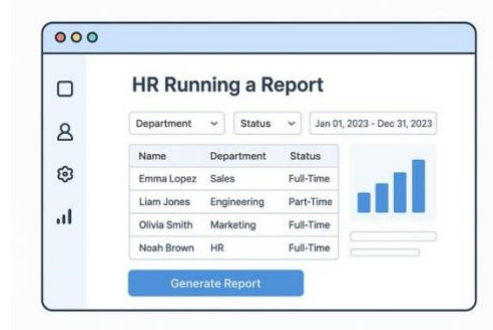 HR Running a Report
Department Status Jan 01, 2023 - Dec 31, 2023
Name Department Status
Emma Lopez Sales Full-Time
Liam Jones Engineering Part-Time
Olivia Smith Marketing Full-Time
Noah Brown HR Full-Time
Generate Report